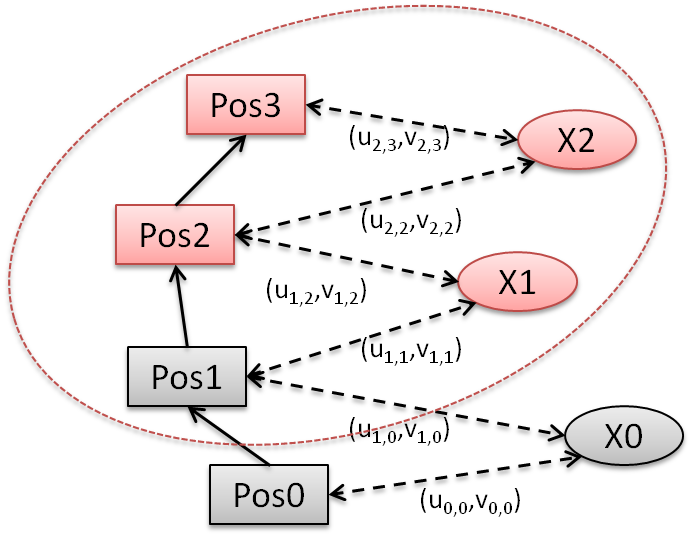 Pos3
(u2,3,v2,3)
X2
Pos2
(u2,2,v2,2)
X1
(u1,2,v1,2)
(u1,1,v1,1)
Pos1
(u1,0,v1,0)
X0
Pos0
(u0,0,v0,0)